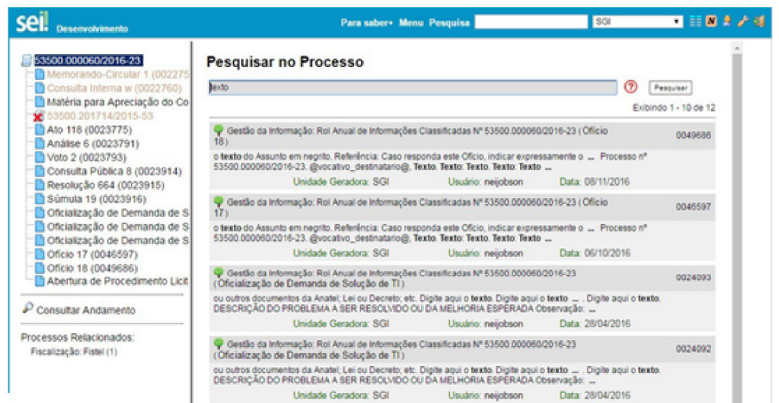 sei! Desenvolvimento
Para saber+ Menu Pesquisa
SGI
53500.000060/2016-23
Memorando-Circular 1 (002275
Consulta Interna w (0022760)
Matéria para Apreciação do Co
53500.201714/2015-53
Ato 118 (0023775)
Análise 6 (0023791)
Voto 2 (0023793)
Consulta Pública 8 (0023914)
Resolução 664 (0023915)
Súmula 19 (0023916)
Oficialização de Demanda de S
Oficialização de Demanda de S
Oficialização de Demanda de S
Ofício 17 (0046597)
Ofício 18 (0049686)
Abertura de Procedimento Licit
Consultar Andamento
Processos Relacionados:
Fiscalização: Fistel (1)
Pesquisar no Processo
texto
Pesquisar
Exibindo 1 - 10 de 12
Gestão da Informação: Rol Anual de Informações Classificadas Nº 53500.000060/2016-23 (Ofício
18)
0049686
o texto do Assunto em negrito. Referência: Caso responda este Ofício, indicar expressamente o ... Processo nº
53500.000060/2016-23. @vocativo_destinatario@, Texto. Texto. Texto. Texto. Texto ...
Unidade Geradora: SGI Usuário: neijobson Data: 08/11/2016
Gestão da Informação: Rol Anual de Informações Classificadas Nº 53500.000060/2016-23 (Ofício
17)
0046597
o texto do Assunto em negrito. Referência: Caso responda este Ofício, indicar expressamente o ... Processo nº
53500.000060/2016-23. @vocativo_destinatario@, Texto. Texto. Texto. Texto. Texto ...
Unidade Geradora: SGI Usuário: neijobson Data: 06/10/2016
Gestão da Informação: Rol Anual de Informações Classificadas Nº 53500.000060/2016-23
(Oficialização de Demanda de Solução de TI)
0024093
ou outros documentos da Anatel; Lei ou Decreto; etc. Digite aqui o texto. Digite aqui o texto ... . Digite aqui o texto.
DESCRIÇÃO DO PROBLEMA A SER RESOLVIDO OU DA MELHORIA ESPERADA Observação: ...
Unidade Geradora: SGI Usuário: neijobson Data: 28/04/2016
Gestão da Informação: Rol Anual de Informações Classificadas Nº 53500.000060/2016-23
(Oficialização de Demanda de Solução de TI)
0024092
ou outros documentos da Anatel; Lei ou Decreto; etc. Digite aqui o texto. Digite aqui o texto ... . Digite aqui o texto.
DESCRIÇÃO DO PROBLEMA A SER RESOLVIDO OU DA MELHORIA ESPERADA Observação: ...
Unidade Geradora: SGI Usuário: neijobson Data: 28/04/2016